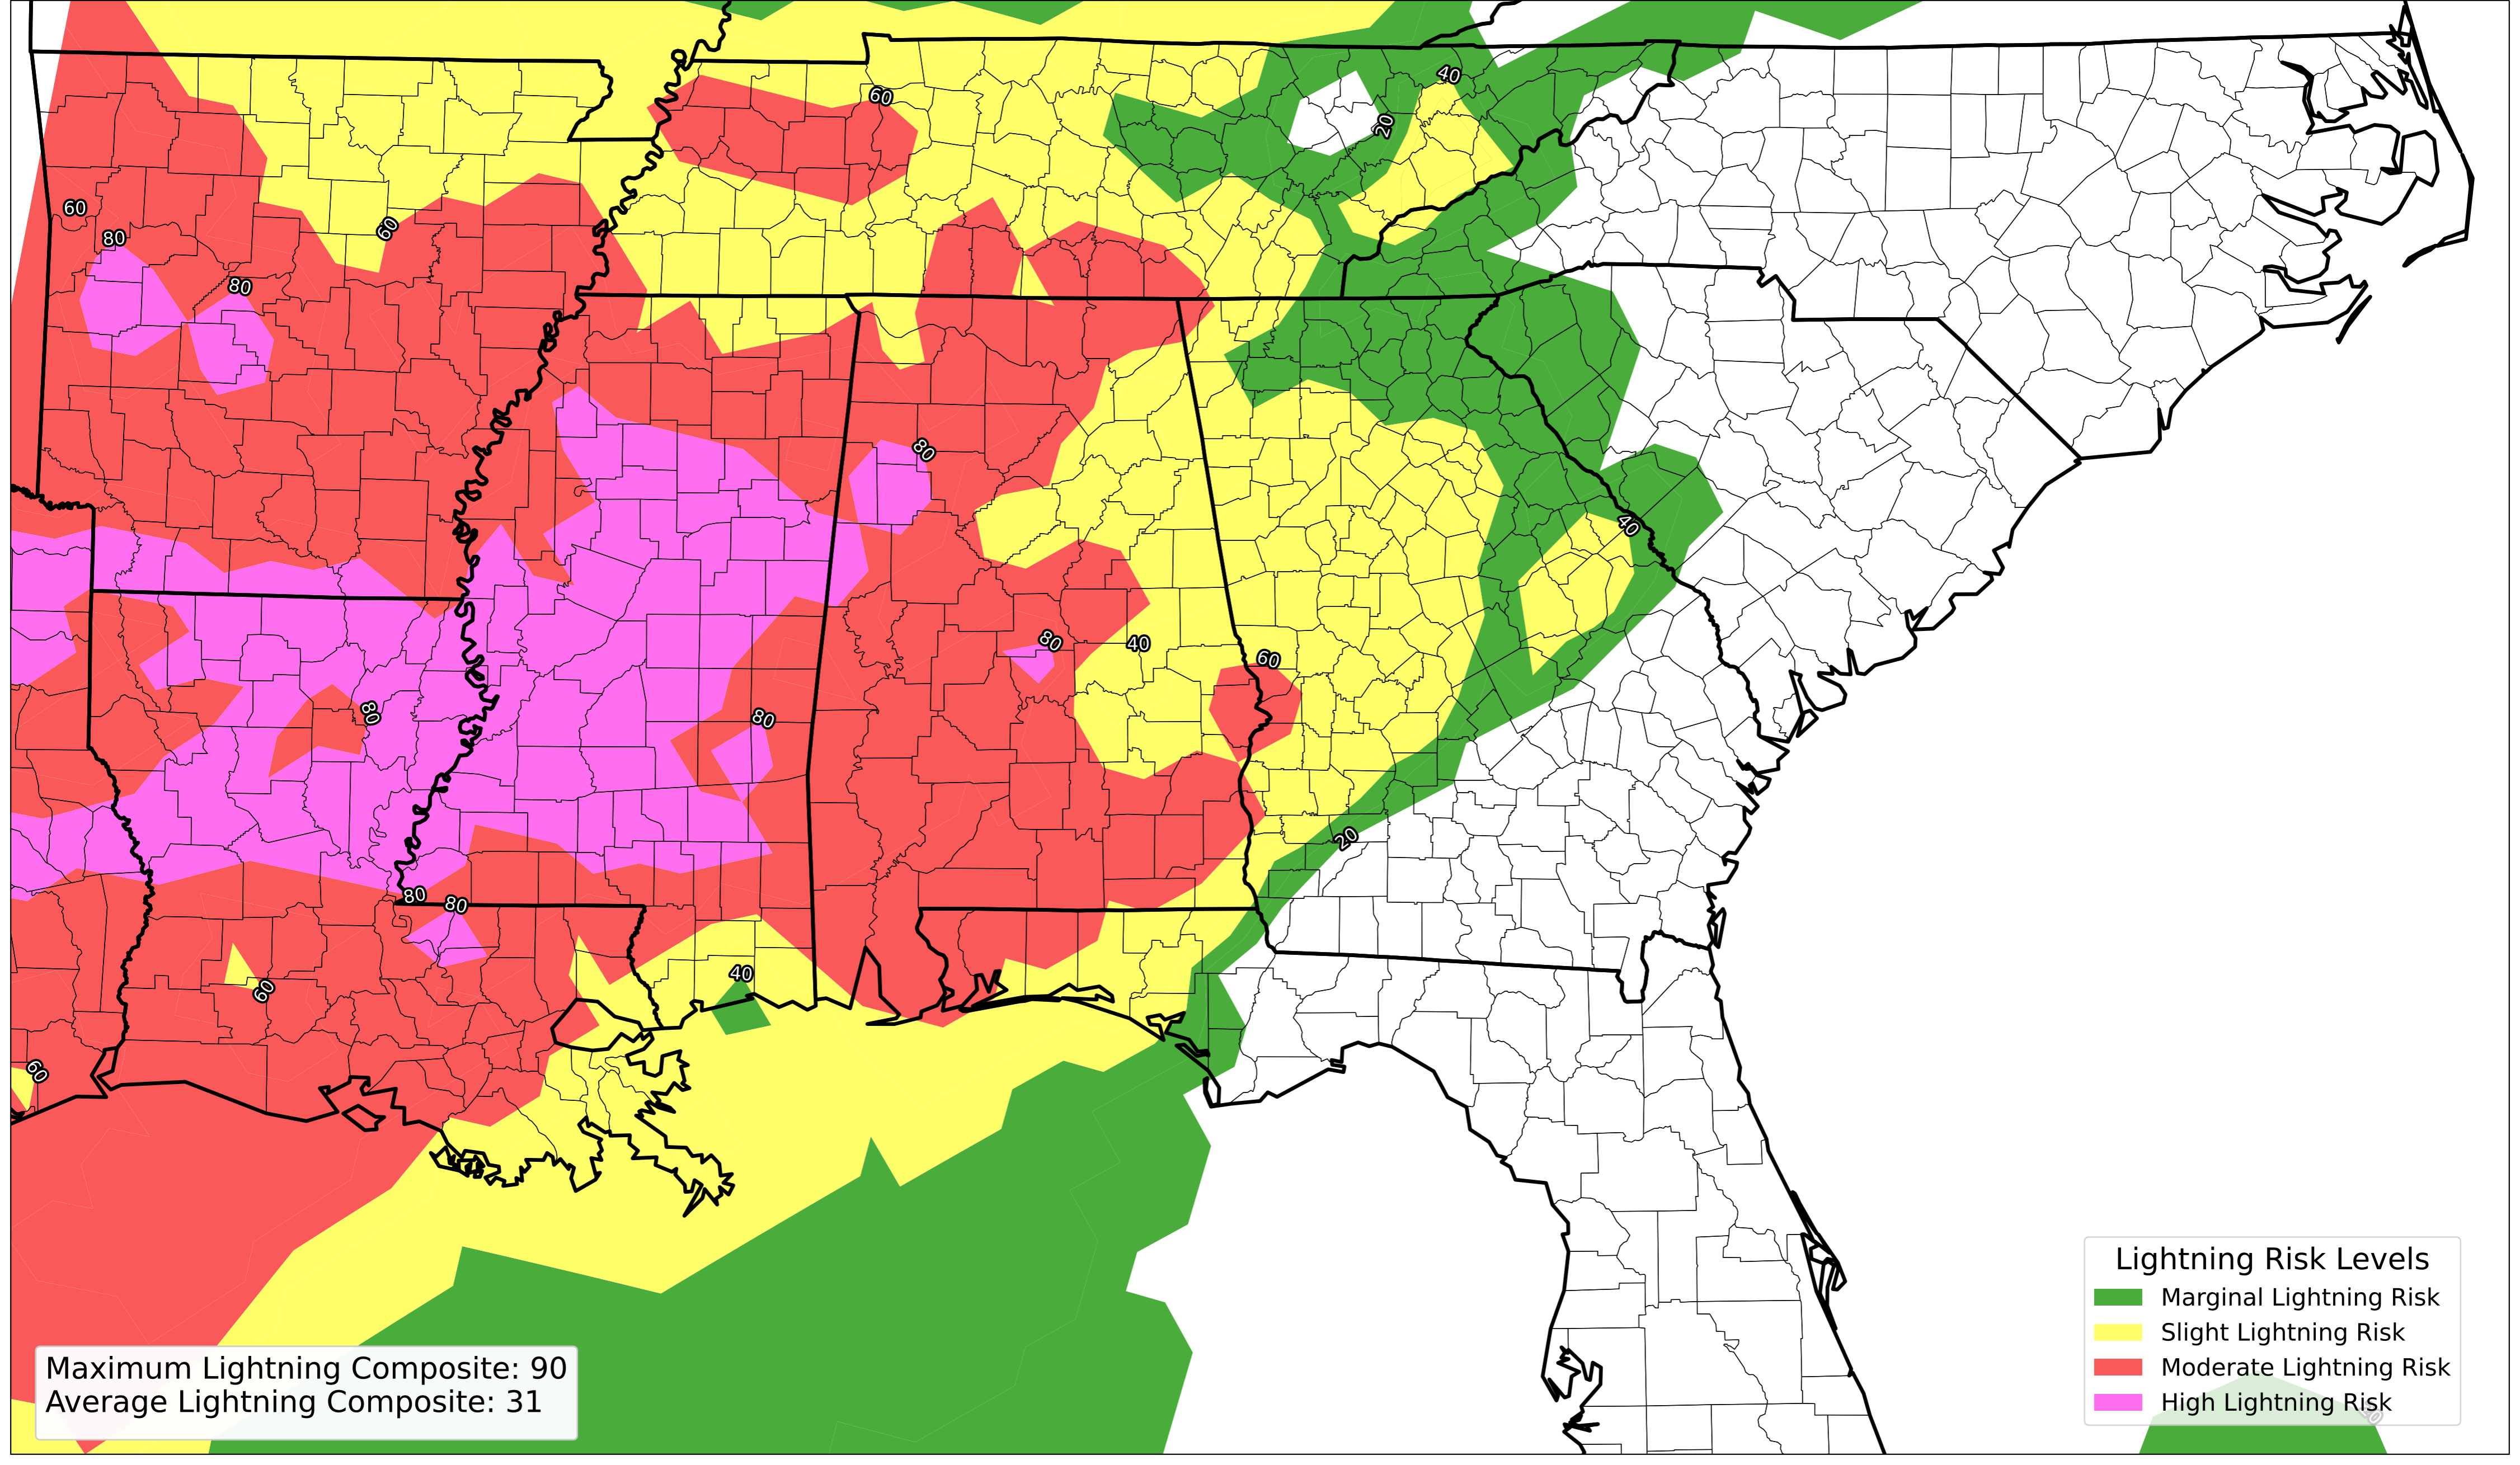 40
60
20
60
80
60
80
80
40
80
40
60
80
80
20
80
80
40
60
60
Lightning Risk Levels
Marginal Lightning Risk
Slight Lightning Risk
Moderate Lightning Risk
High Lightning Risk
Maximum Lightning Composite: 90
Average Lightning Composite: 31